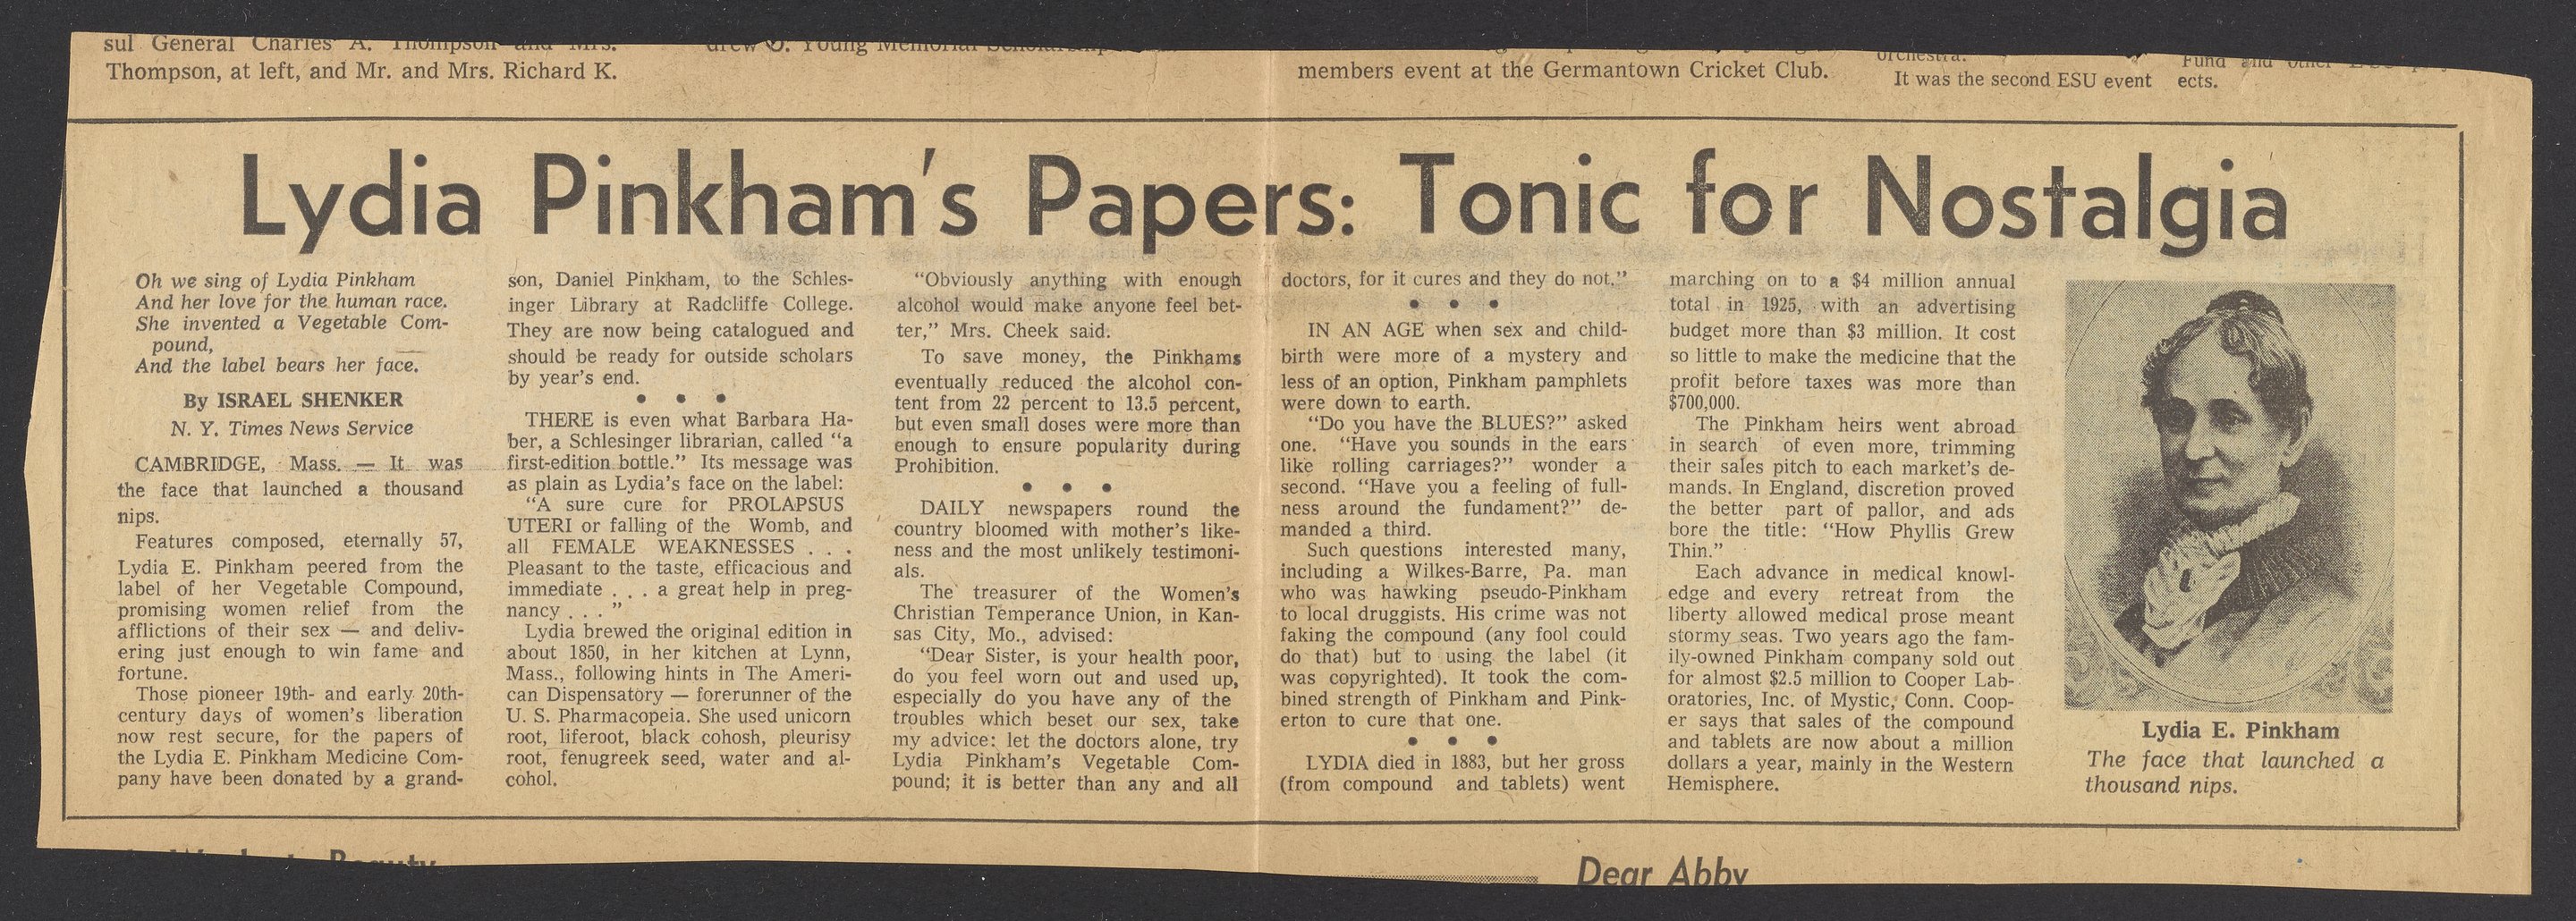 sul General Charles A. Thompson and Mrs.
Thompson, at left, and Mr. and Mrs. Richard K.
drew J. Young Memorial Scholarship
members event at the Germantown Cricket Club.
orchestra.
It was the second ESU event
Fund and other
ects.
Lydia Pinkham's Papers: Tonic for Nostalgia
Oh we sing of Lydia Pinkham
And her love for the human race.
She invented a Vegetable Com-
pound,
And the label bears her face.
By ISRAEL SHENKER
N. Y. Times News Service
CAMBRIDGE, Mass. — It was
the face that launched a thousand
nips.
Features composed, eternally 57,
Lydia E. Pinkham peered from the
label of her Vegetable Compound,
promising women relief from the
afflictions of their sex — and deliv-
ering just enough to win fame and
fortune.
Those pioneer 19th- and early 20th-
century days of women's liberation
now rest secure, for the papers of
the Lydia E. Pinkham Medicine Com-
pany have been donated by a grand-
son, Daniel Pinkham, to the Schles-
inger Library at Radcliffe College.
They are now being catalogued and
should be ready for outside scholars
by year's end.
• • •
THERE is even what Barbara Ha-
ber, a Schlesinger librarian, called "a
first-edition bottle." Its message was
as plain as Lydia's face on the label:
"A sure cure for PROLAPSUS
UTERI or falling of the Womb, and
all FEMALE WEAKNESSES . . .
Pleasant to the taste, efficacious and
immediate . . . a great help in preg-
nancy . . . "
Lydia brewed the original edition in
about 1850, in her kitchen at Lynn,
Mass., following hints in The Ameri-
can Dispensatory — forerunner of the
U. S. Pharmacopeia. She used unicorn
root, liferoot, black cohosh, pleurisy
root, fenugreek seed, water and al-
cohol.
"Obviously anything with enough
alcohol would make anyone feel bet-
ter," Mrs. Cheek said.
To save money, the Pinkhams
eventually reduced the alcohol con-
tent from 22 percent to 13.5 percent,
but even small doses were more than
enough to ensure popularity during
Prohibition.
• • •
DAILY newspapers round the
country bloomed with mother's like-
ness and the most unlikely testimoni-
als.
The treasurer of the Women's
Christian Temperance Union, in Kan-
sas City, Mo., advised:
"Dear Sister, is your health poor,
do you feel worn out and used up,
especially do you have any of the
troubles which beset our sex, take
my advice: let the doctors alone, try
Lydia Pinkham's Vegetable Com-
pound; it is better than any and all
doctors, for it cures and they do not."
• • •
IN AN AGE when sex and child-
birth were more of a mystery and
less of an option, Pinkham pamphlets
were down to earth.
"Do you have the BLUES?" asked
one. "Have you sounds in the ears
like rolling carriages?" wonder a
second. "Have you a feeling of full-
ness around the fundament?" de-
manded a third.
Such questions interested many,
including a Wilkes-Barre, Pa. man
who was hawking pseudo-Pinkham
to local druggists. His crime was not
faking the compound (any fool could
do that) but to using the label (it
was copyrighted). It took the com-
bined strength of Pinkham and Pink-
erton to cure that one.
• • •
LYDIA died in 1883, but her gross
(from compound and tablets) went
marching on to a $4 million annual
total in 1925, with an advertising
budget more than $3 million. It cost
so little to make the medicine that the
profit before taxes was more than
$700,000.
The Pinkham heirs went abroad
in search of even more, trimming
their sales pitch to each market's de-
mands. In England, discretion proved
the better part of pallor, and ads
bore the title: "How Phyllis Grew
Thin."
Each advance in medical knowl-
edge and every retreat from the
liberty allowed medical prose meant
stormy seas. Two years ago the fam-
ily-owned Pinkham company sold out
for almost $2.5 million to Cooper Lab-
oratories, Inc. of Mystic, Conn. Coop-
er says that sales of the compound
and tablets are now about a million
dollars a year, mainly in the Western
Hemisphere.
Lydia E. Pinkham
The face that launched a
thousand nips.
Beauty
Dear Abby